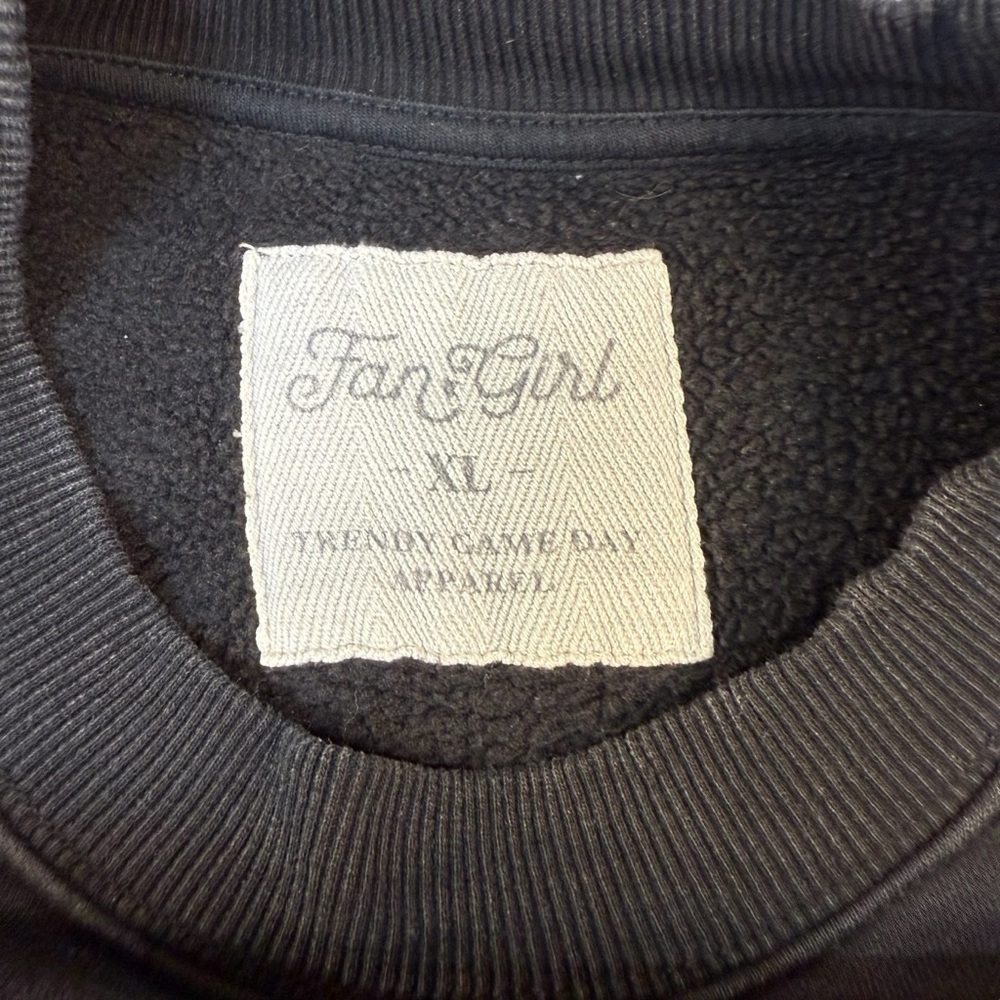 Fan & Girl
- XL -
TRENDY GAME DAY
APPAREL